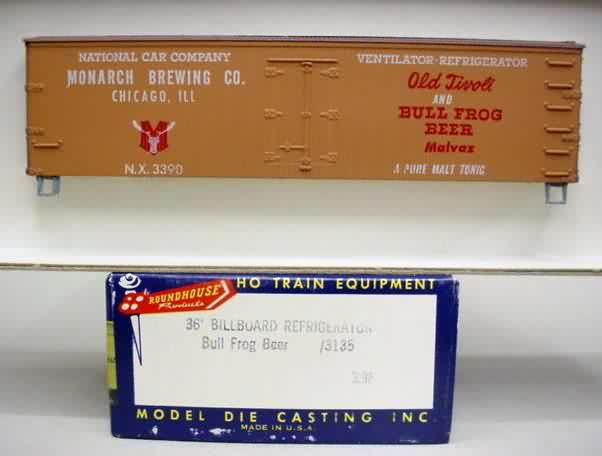 NATIONAL CAR COMPANY
MONARCH BREWING CO.
CHICAGO, ILL
M
N.X. 3390
VENTILATOR-REFRIGERATOR
Old Tivoli
AND
BULL FROG
BEER
Malvaz
A PURE MALT TONIC
HO TRAIN EQUIPMENT
ROUNDHOUSE
Products
36' BILLBOARD REFRIGERATOR
Bull Frog Beer /3135
MODEL DIE CASTING INC
MADE IN U.S.A.